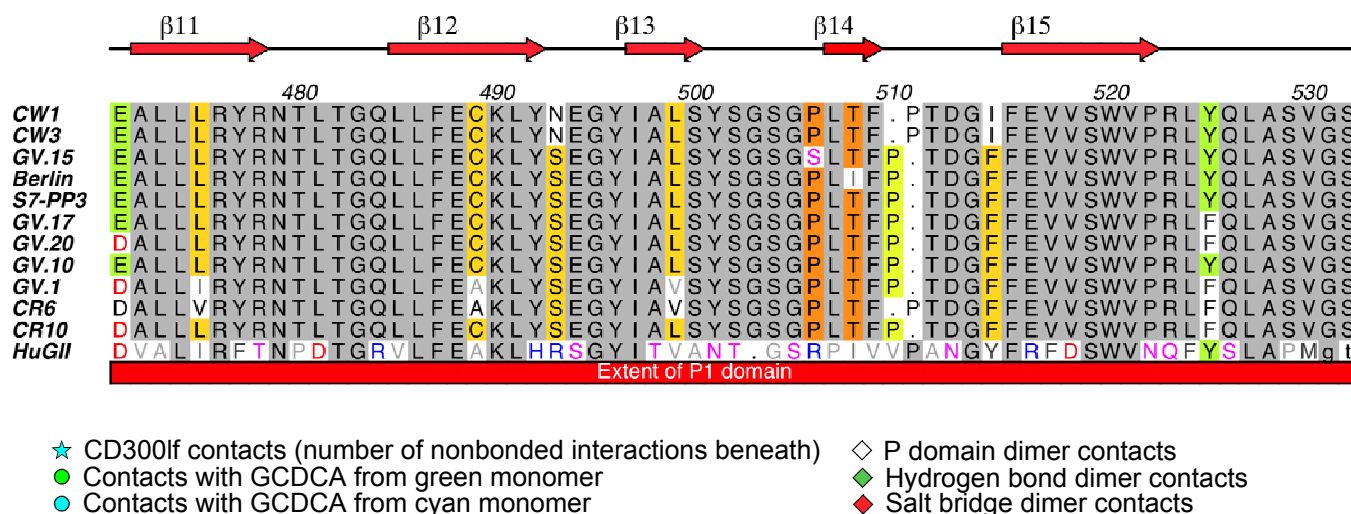 β11 β12 β13 β14 β15
480 490 500 510 520 530
CW1 EALLLRYRNTLTGQLLFECKLYNEGYIALSYSGSGPLTF.PTDGIFEVVSWVPRLYQLASVGS
CW3 EALLLRYRNTLTGQLLFECKLYNEGYIALSYSGSGPLTF.PTDGIFEVVSWVPRLYQLASVGS
GV.15 EALLLRYRNTLTGQLLFECKLYSEGYIALSYSGSGSLTFP.TDGFFEVVSWVPRLYQLASVGS
Berlin EALLLRYRNTLTGQLLFECKLYSEGYIALSYSGSGPLIFP.TDGFFEVVSWVPRLYQLASVGS
S7-PP3 EALLLRYRNTLTGQLLFECKLYSEGYIALSYSGSGPLTFP.TDGFFEVVSWVPRLYQLASVGS
GV.17 EALLLRYRNTLTGQLLFECKLYSEGYIALSYSGSGPLTFP.TDGFFEVVSWVPRLFQLASVGS
GV.20 DALLLRYRNTLTGQLLFECKLYSEGYIALSYSGSGPLTFP.TDGFFEVVSWVPRLFQLASVGS
GV.10 EALLLRYRNTLTGQLLFECKLYSEGYIALSYSGSGPLTFP.TDGFFEVVSWVPRLYQLASVGS
GV.1 DALLIRYRNTLTGQLLFEAKLYSEGYIAVSYSGSGPLTFP.TDGFFEVVSWVPRLFQLASVGS
CR6 DALLVRYRNTLTGQLLFEAKLYSEGYIAVSYSGSGPLTF.PTDGFFEVVSWVPRLFQLASVGS
CR10 DALLLRYRNTLTGQLLFECKLYSEGYIALSYSGSGPLTFP.TDGFFEVVSWVPRLFQLASVGS
HuGII DVALIRFTNPDTGRVLFEAKLHRSGYITVANT.GSRPIVVPANGYFRFDSWVNQFYSLAPMgt
Extent of P1 domain
CD300lf contacts (number of nonbonded interactions beneath) P domain dimer contacts
Contacts with GCDCA from green monomer Hydrogen bond dimer contacts
Contacts with GCDCA from cyan monomer Salt bridge dimer contacts